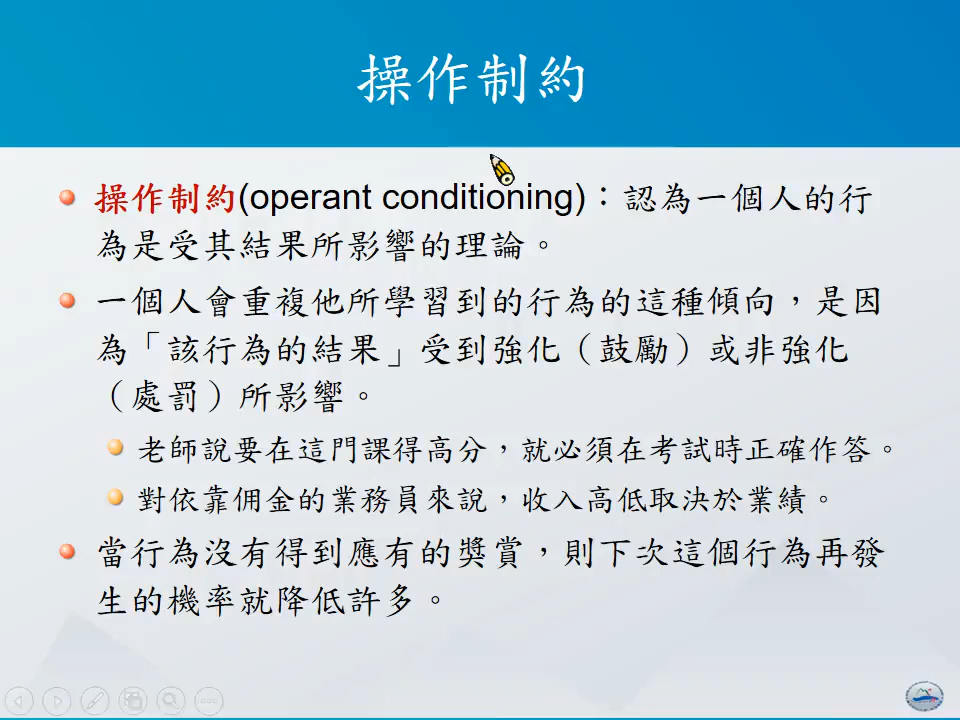 操作制約
操作制約(operant conditioning)：認為一個人的行
為是受其結果所影響的理論。
一個人會重複他所學習到的行為的這種傾向，是因
為「該行為的結果」受到強化（鼓勵）或非強化
（處罰）所影響。
老師說要在這門課得高分，就必須在考試時正確作答。
對依靠佣金的業務員來說，收入高低取決於業績。
當行為沒有得到應有的獎賞，則下次這個行為再發
生的機率就降低許多。